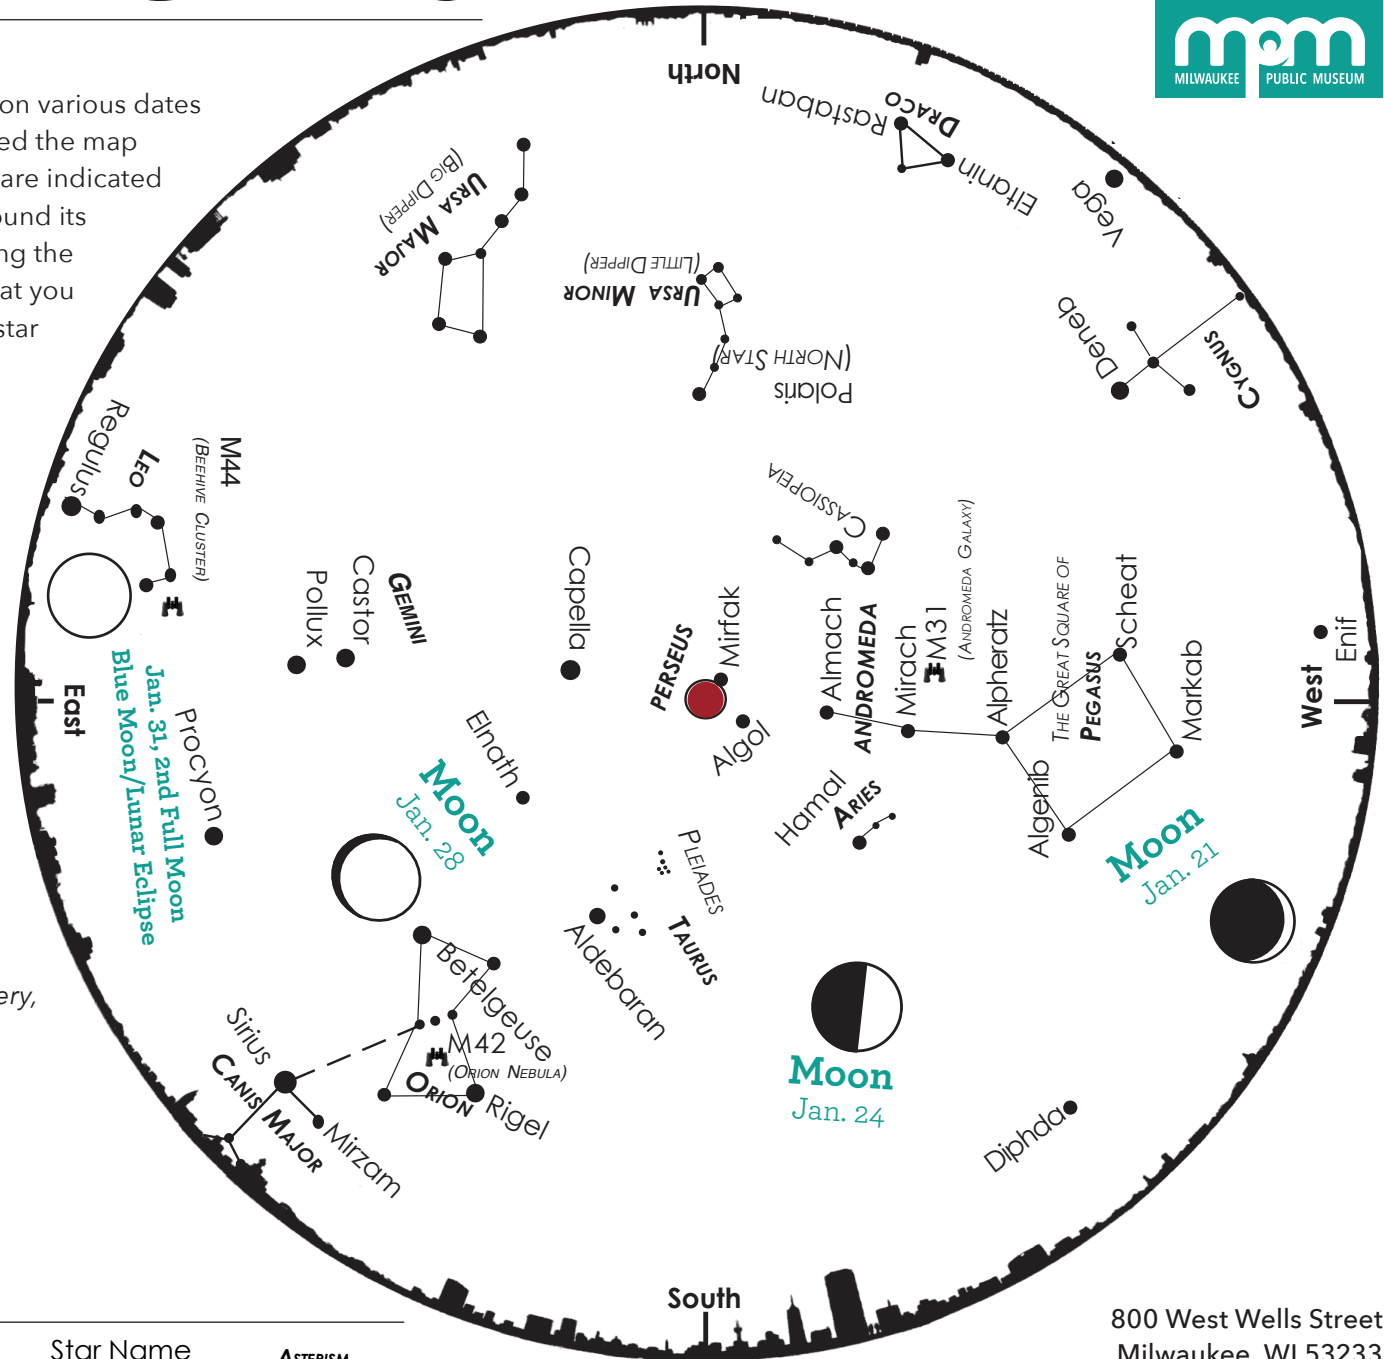 on various dates
ed the map
are indicated
ound its
ng the
at you
star
mpm
MILWAUKEE PUBLIC MUSEUM
North
Rastaban
DRACO
Eltanin
Vega
URSA MAJOR
(BIG DIPPER)
URSA MINOR
(LITTLE DIPPER)
Polaris
(NORTH STAR)
Deneb
CYGNUS
Regulus
LEO
M44
(BEEHIVE CLUSTER)
CASSIOPEIA
Pollux
Castor
GEMINI
Capella
PERSEUS
Mirfak
Algol
Almach
ANDROMEDA
Mirach
M31
(ANDROMEDA GALAXY)
Alpheratz
THE GREAT SQUARE OF
PEGASUS
Scheat
Markab
Algenib
Enif
West
East
Jan. 31, 2nd Full Moon
Blue Moon/Lunar Eclipse
Procyon
Elnath
Moon
Jan. 28
Hamal
ARIES
PLEIADES
TAURUS
Aldebaran
Moon
Jan. 21
Betelgeuse
M42
(ORION NEBULA)
ORION
Rigel
Sirius
CANIS MAJOR
Mirzam
Moon
Jan. 24
Diphda
ery,
South
Star Name
ASTERISM
800 West Wells Street
Milwaukee, WI 53233